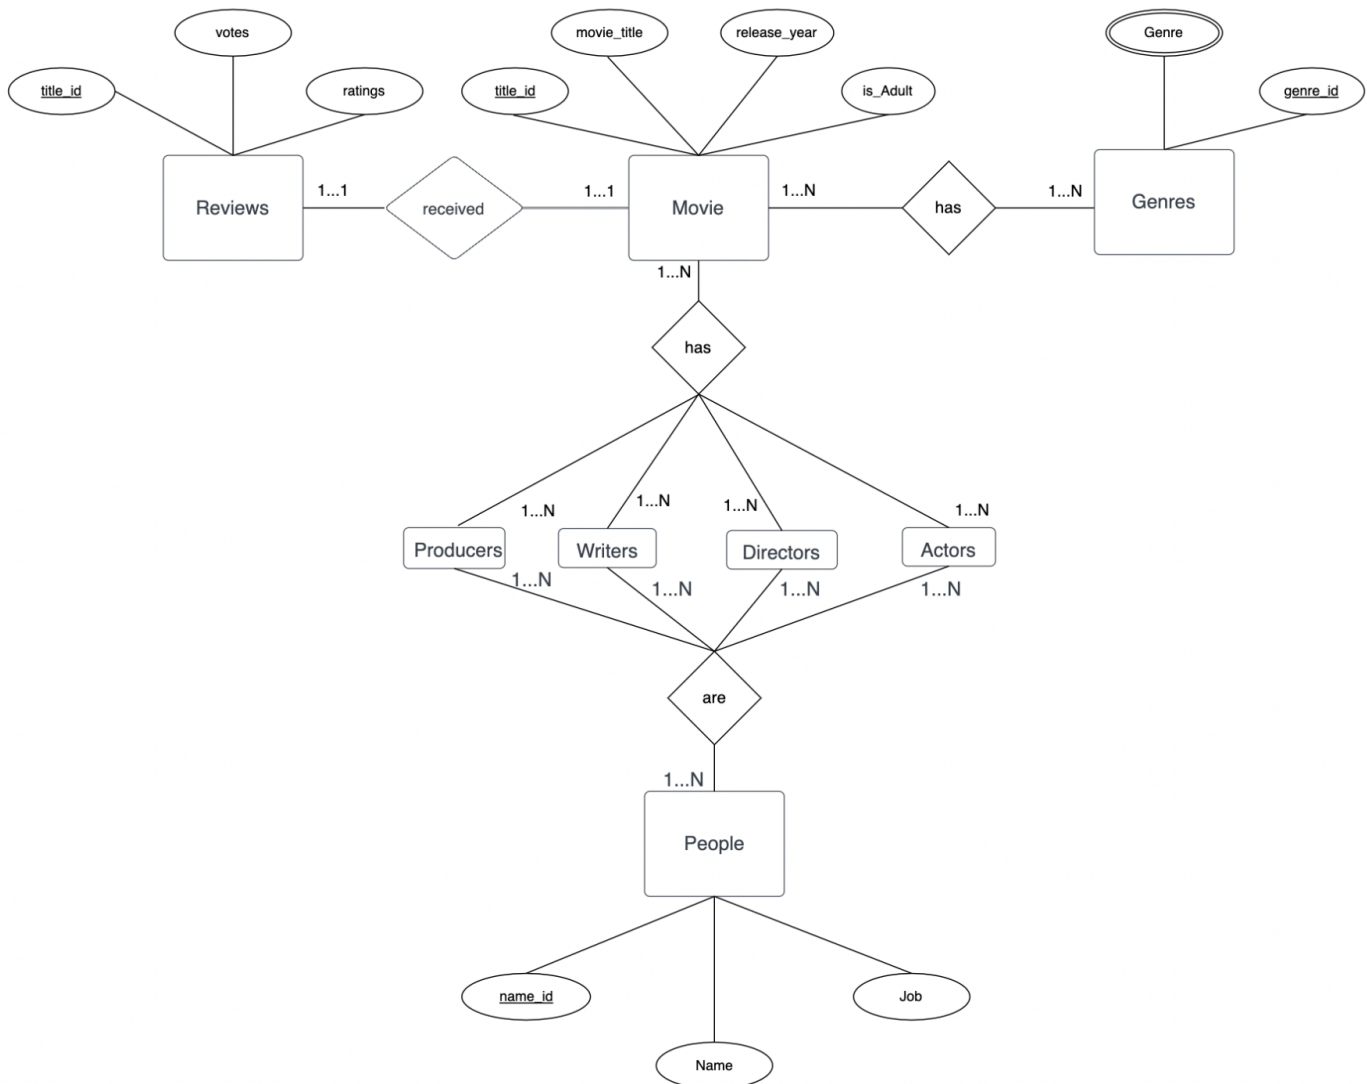 votes
movie_title
release_year
Genre
title_id
ratings
title_id
is_Adult
genre_id
Reviews
1...1
received
1...1
Movie
1...N
has
1...N
Genres
1...N
has
1...N
1...N
1...N
1...N
Producers
Writers
Directors
Actors
1...N
1...N
1...N
1...N
are
1...N
People
name_id
Job
Name